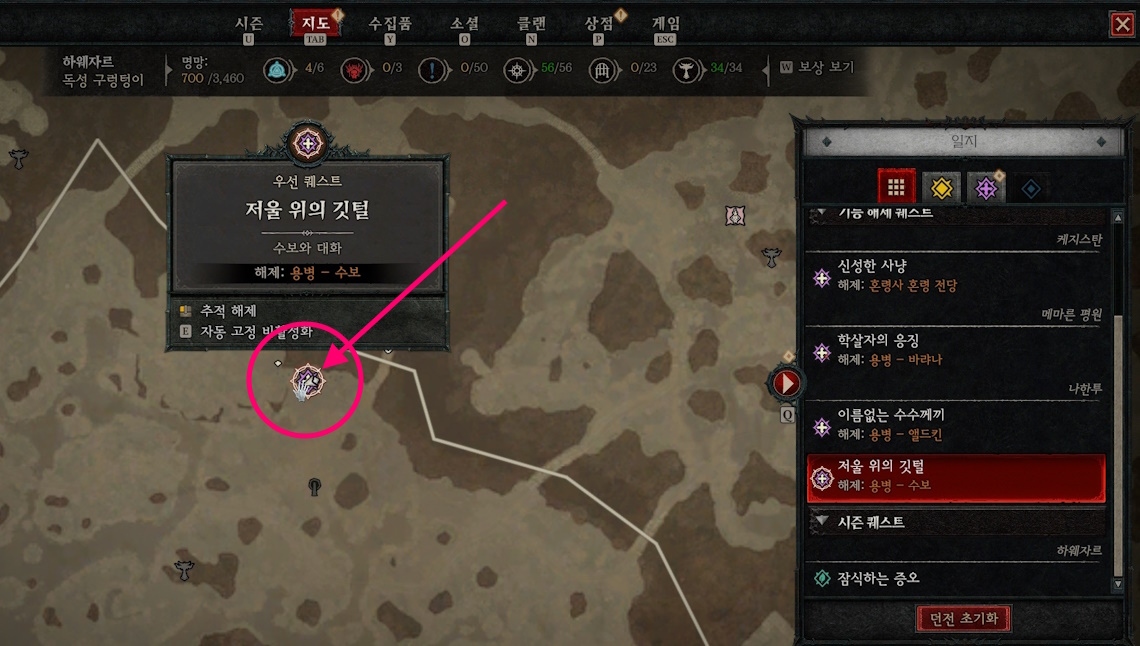 시즌 지도 수집품 소셜 클랜 상점 게임
U TAB Y O N P ESC
하웨자르
독성 구렁텅이
명망:
700 /3,460
4/6 0/3 0/50 56/56 0/23 34/34
W 보상 보기
우선 퀘스트
저울 위의 깃털
수보와 대화
해제: 용병 – 수보
추적 해제
E 자동 고정 비활성화
Q
일지
기능 해제 퀘스트
케지스탄
신성한 사냥
해제: 혼령사 혼령 전당
메마른 평원
학살자의 응징
해제: 용병 – 바랴나
나한투
이름없는 수수께끼
해제: 용병 – 앨드킨
저울 위의 깃털
해제: 용병 – 수보
시즌 퀘스트
하웨자르
잠식하는 증오
던전 초기화